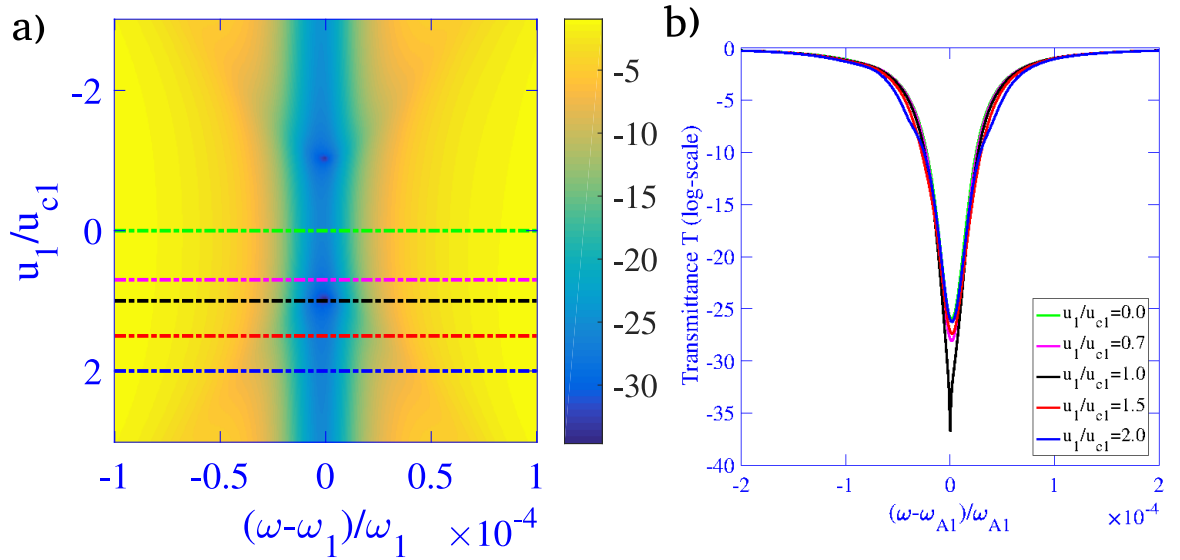 a)
-2
0
2
u1/uc1
-1
-0.5
0
0.5
1
(ω-ω1)/ω1
×10-4
-5
-10
-15
-20
-25
-30
b)
0
-5
-10
-15
-20
-25
-30
-35
-40
Transmittance T (log-scale)
-2
-1
0
1
2
(ω-ωA1)/ωA1
×10-4
u1/uc1=0.0
u1/uc1=0.7
u1/uc1=1.0
u1/uc1=1.5
u1/uc1=2.0